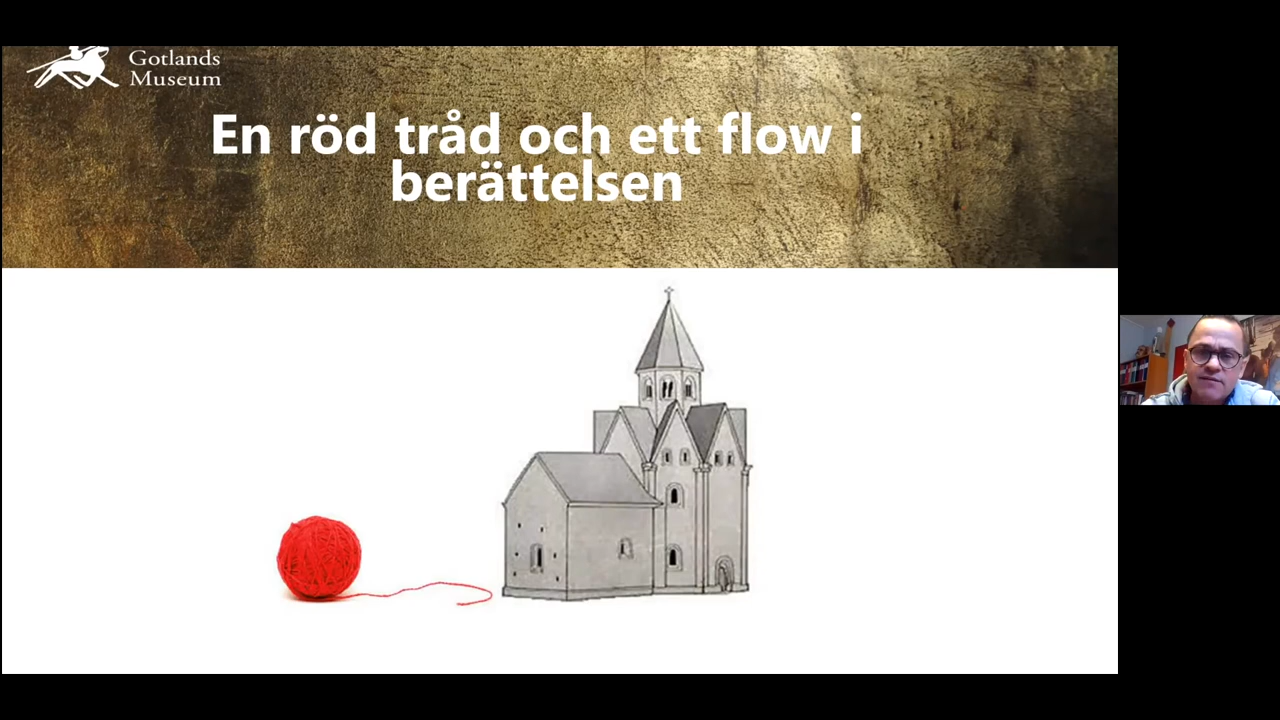 Gotlands
Museum
En röd tråd och ett flow i
berättelsen